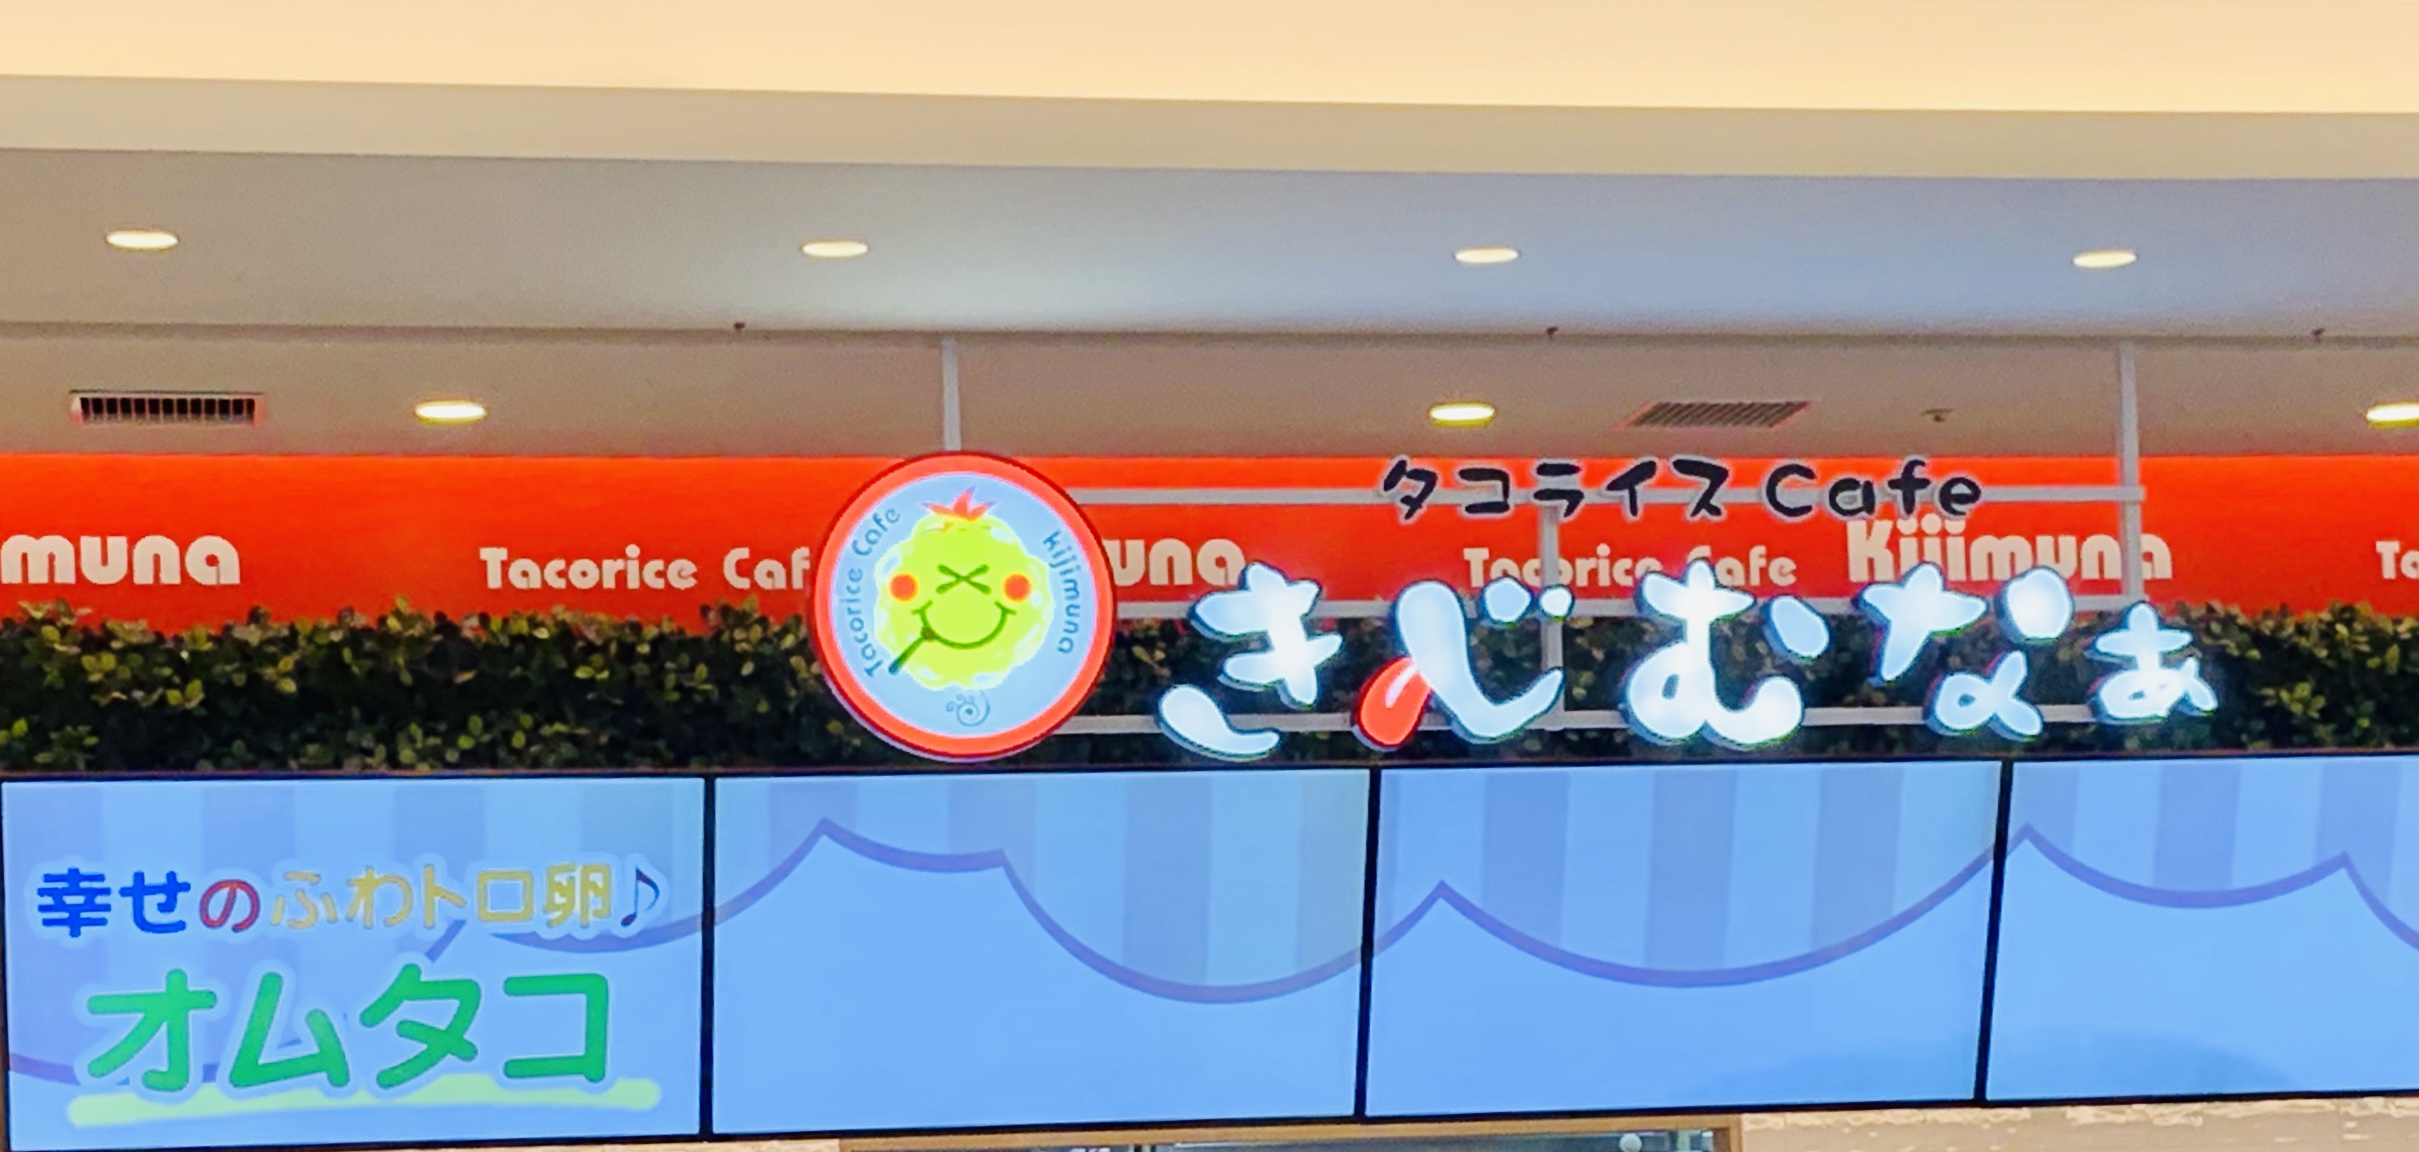 タコライスCafe
muna Tacorice Caf una Tacorice Cafe Kijimuna
Tacorice Cafe kijimuna
きじむなぁ
幸せのふわトロ卵♪
オムタコ